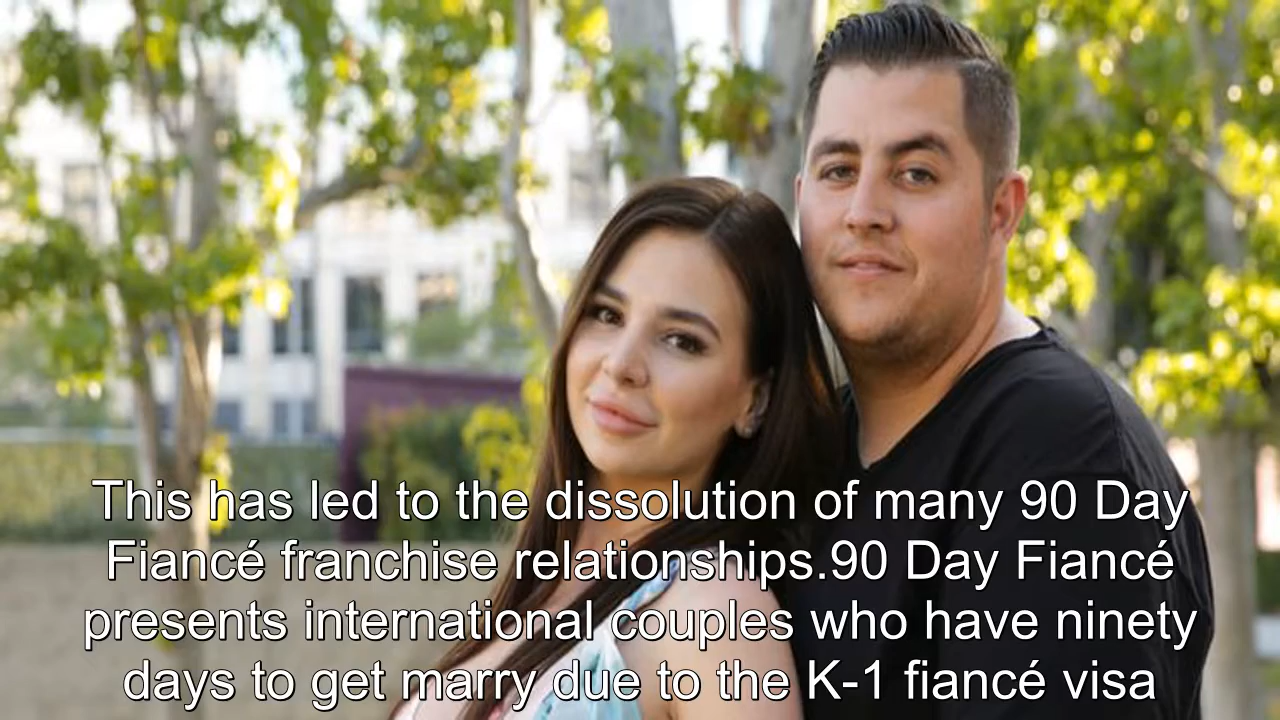 This has led to the dissolution of many 90 Day
Fiancé franchise relationships.90 Day Fiancé
presents international couples who have ninety
days to get marry due to the K-1 fiancé visa